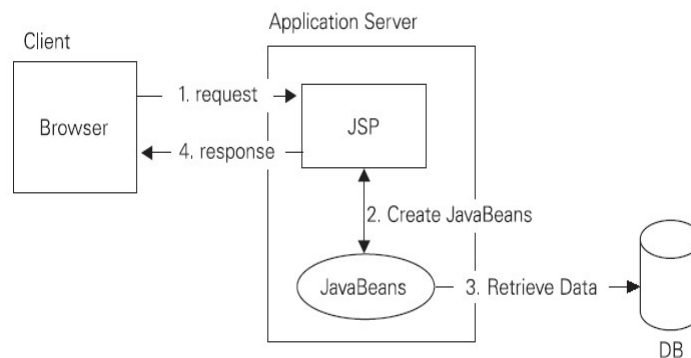 Application Server
Client
1. request
Browser
JSP
4. response
2. Create JavaBeans
JavaBeans
3. Retrieve Data
DB